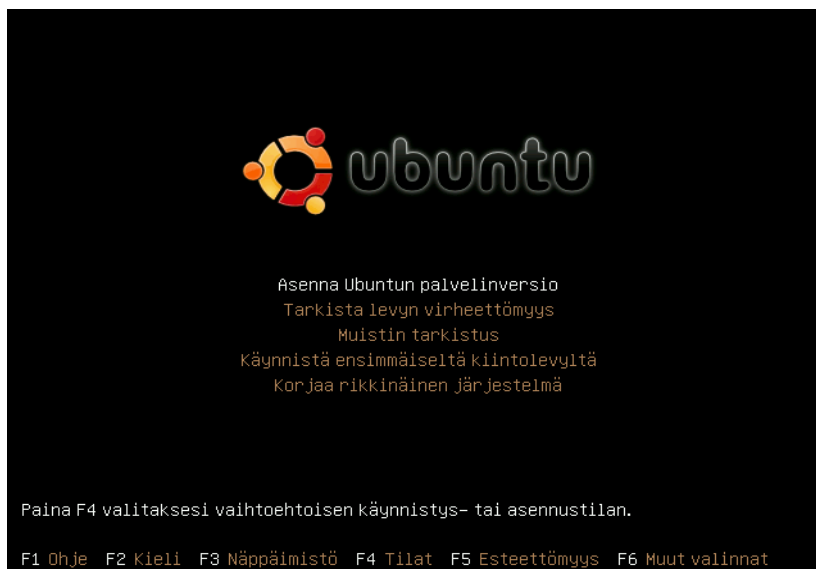 ubuntu
Asenna Ubuntun palvelinversio
Tarkista levyn virheettömyys
Muistin tarkistus
Käynnistä ensimmäiseltä kiintolevyltä
Korjaa rikkinäinen järjestelmä
Paina F4 valitaksesi vaihtoehtoisen käynnistys- tai asennustilan.
F1 Ohje F2 Kieli F3 Näppäimistö F4 Tilat F5 Esteettömyys F6 Muut valinnat